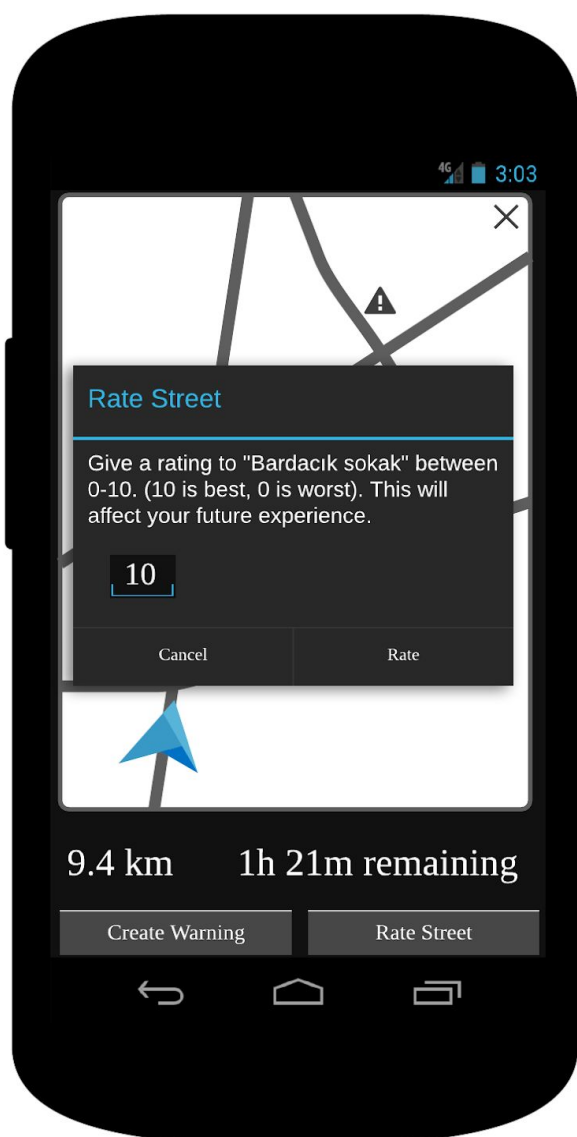 4G 3:03
Rate Street
Give a rating to "Bardacık sokak" between
0-10. (10 is best, 0 is worst). This will
affect your future experience.
10
Cancel Rate
9.4 km 1h 21m remaining
Create Warning Rate Street